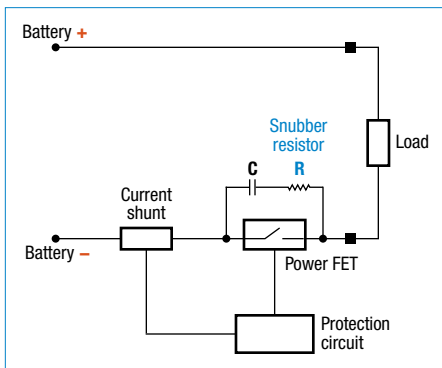 Battery +
Snubber
resistor
Load
C
R
Current
shunt
Battery –
Power FET
Protection
circuit